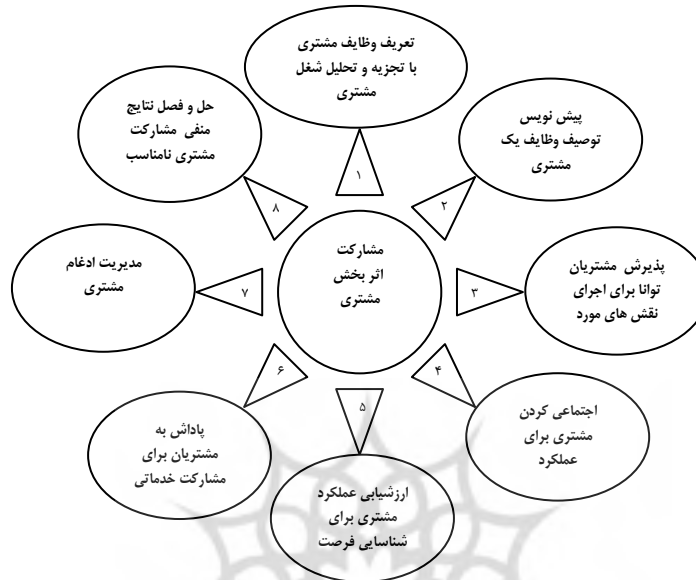 مشارکت
اثر بخش
مشتری
۱
تعریف وظایف مشتری
با تجزیه و تحلیل شغل
مشتری
۲
پیش نویس
توصیف وظایف یک
مشتری
۳
پذیرش مشتریان
توانا برای اجرای
نقش های مورد
۴
اجتماعی کردن
مشتری برای
عملکرد
۵
ارزشیابی عملکرد
مشتری برای
شناسایی فرصت
۶
پاداش به
مشتریان برای
مشارکت خدماتی
۷
مدیریت ادغام
مشتری
۸
حل و فصل نتایج
منفی مشارکت
مشتری نامناسب